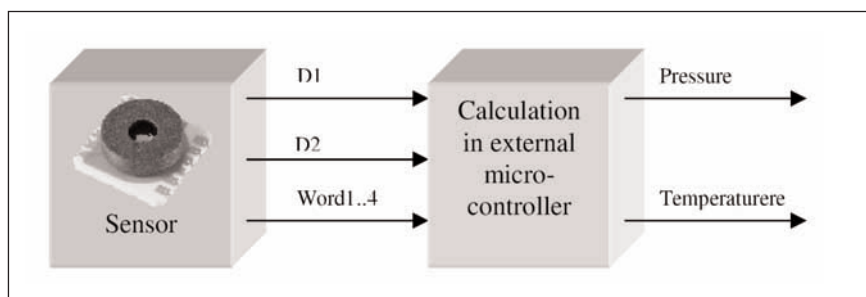 D1
D2
Word1..4
Sensor
Calculation
in external
micro-
controller
Pressure
Temperaturere